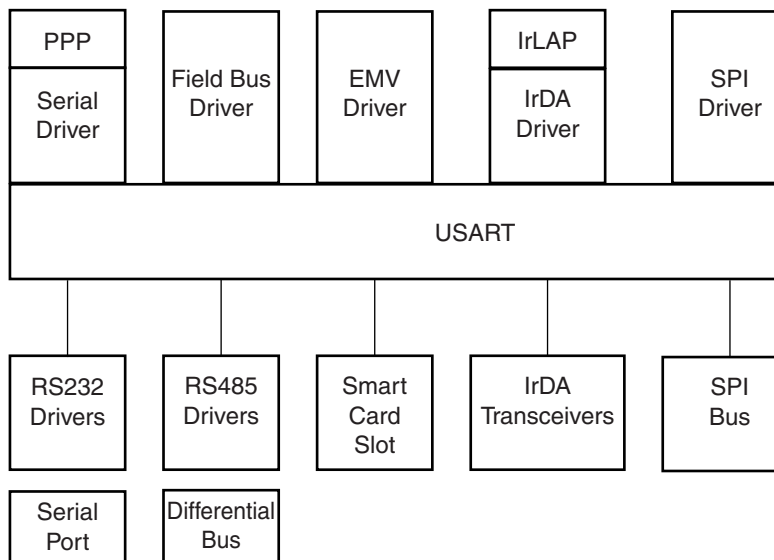 PPP
Serial
Driver
Field Bus
Driver
EMV
Driver
IrLAP
IrDA
Driver
SPI
Driver
USART
RS232
Drivers
RS485
Drivers
Smart
Card
Slot
IrDA
Transceivers
SPI
Bus
Serial
Port
Differential
Bus